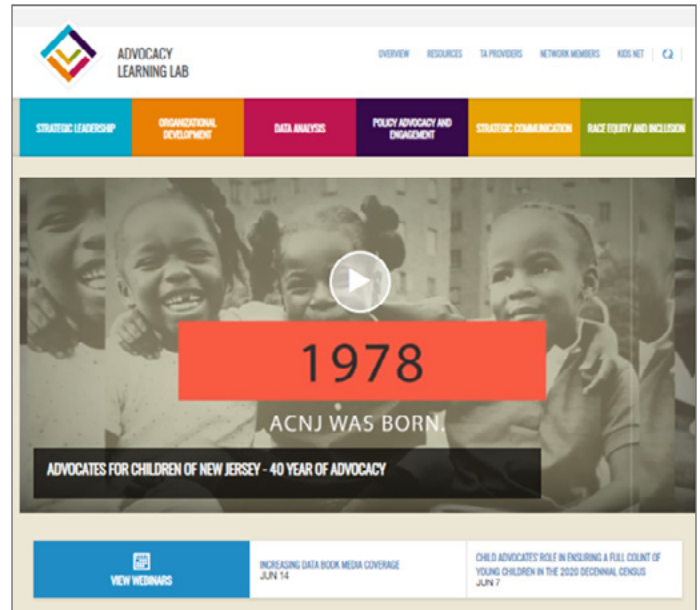 ADVOCACY
LEARNING LAB
OVERVIEW RESOURCES TA PROVIDERS NETWORK MEMBERS KIDS NET
STRATEGIC LEADERSHIP
ORGANIZATIONAL
DEVELOPMENT
DATA ANALYSIS
POLICY ADVOCACY AND
ENGAGEMENT
STRATEGIC COMMUNICATION
RACE EQUITY AND INCLUSION
1978
ACNJ WAS BORN.
ADVOCATES FOR CHILDREN OF NEW JERSEY - 40 YEAR OF ADVOCACY
VIEW WEBINARS
INCREASING DATA BOOK MEDIA COVERAGE
JUN 14
CHILD ADVOCATES' ROLE IN ENSURING A FULL COUNT OF
YOUNG CHILDREN IN THE 2020 DECENNIAL CENSUS
JUN 7